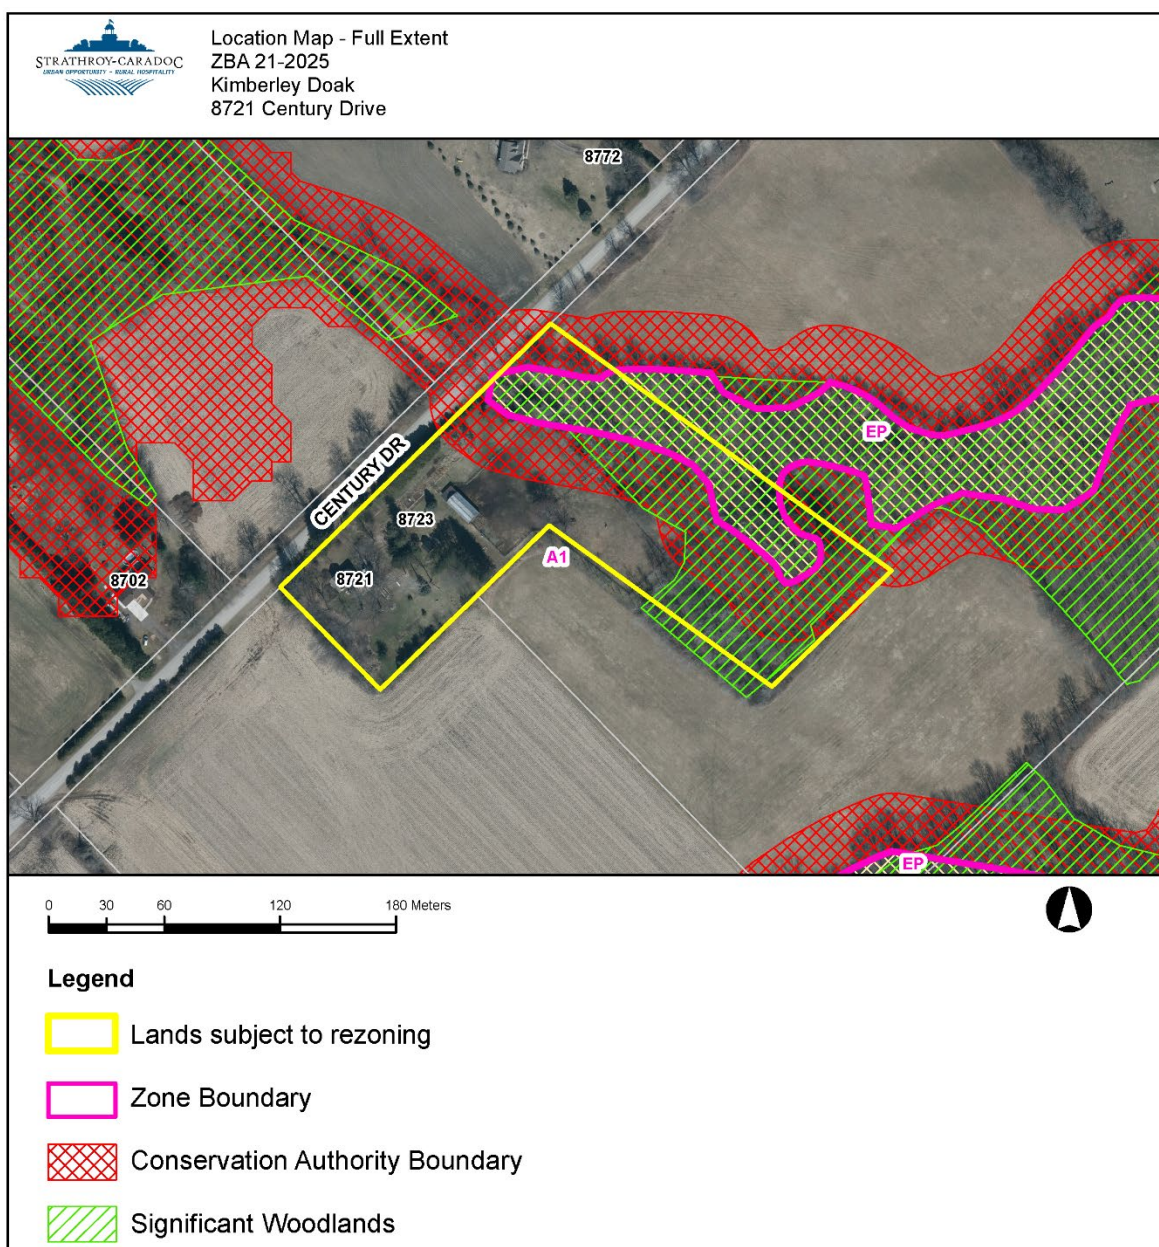 STRATHROY-CARADOC
URBAN OPPORTUNITY - RURAL HOSPITALITY
Location Map - Full Extent
ZBA 21-2025
Kimberley Doak
8721 Century Drive
8772
EP
CENTURY DR
8723
A1
8721
8702
EP
0 30 60 120 180 Meters
Legend
Lands subject to rezoning
Zone Boundary
Conservation Authority Boundary
Significant Woodlands